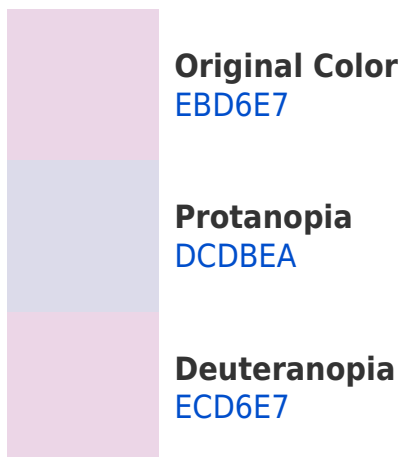 Original Color
EBD6E7
Protanopia
DCDBEA
Deuteranopia
ECD6E7